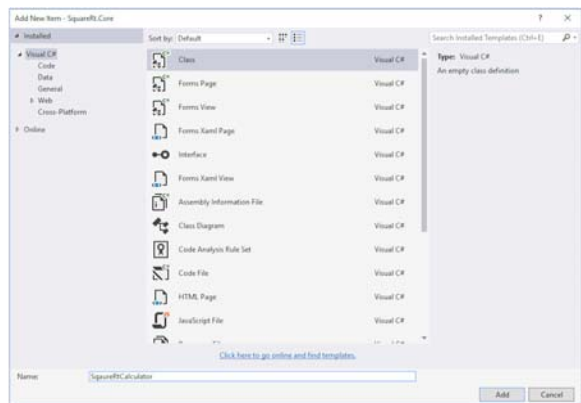 Add New Item - SquareRt.Core
? X
Installed
Sort by: Default
Search Installed Templates (Ctrl+E)
Visual C#
Code
Data
General
Web
Cross-Platform
Online
Class Visual C#
Forms Page Visual C#
Forms View Visual C#
Forms Xaml Page Visual C#
Interface Visual C#
Forms Xaml View Visual C#
Assembly Information File Visual C#
Class Diagram Visual C#
Code Analysis Rule Set Visual C#
Code File Visual C#
HTML Page Visual C#
JavaScript File Visual C#
Type: Visual C#
An empty class definition
Click here to go online and find templates.
Name: SqaureRtCalculator
Add Cancel